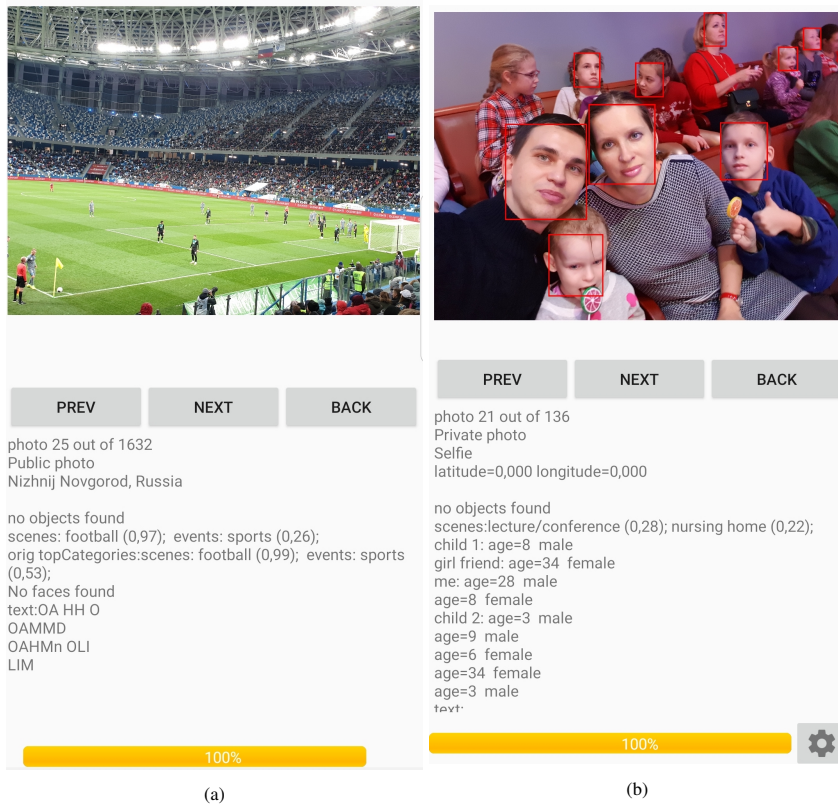 PREV NEXT BACK
photo 25 out of 1632
Public photo
Nizhnij Novgorod, Russia
no objects found
scenes: football (0,97);  events: sports (0,26);
orig topCategories:scenes: football (0,99);  events: sports
(0,53);
No faces found
text:OA HH O
OAMMD
OAHMn OLI
LIM
100%
(a)
PREV NEXT BACK
photo 21 out of 136
Private photo
Selfie
latitude=0,000 longitude=0,000
no objects found
scenes:lecture/conference (0,28); nursing home (0,22);
child 1: age=8  male
girl friend: age=34  female
me: age=28  male
age=8  female
child 2: age=3  male
age=9  male
age=6  female
age=34  female
age=3  male
text:
100%
(b)